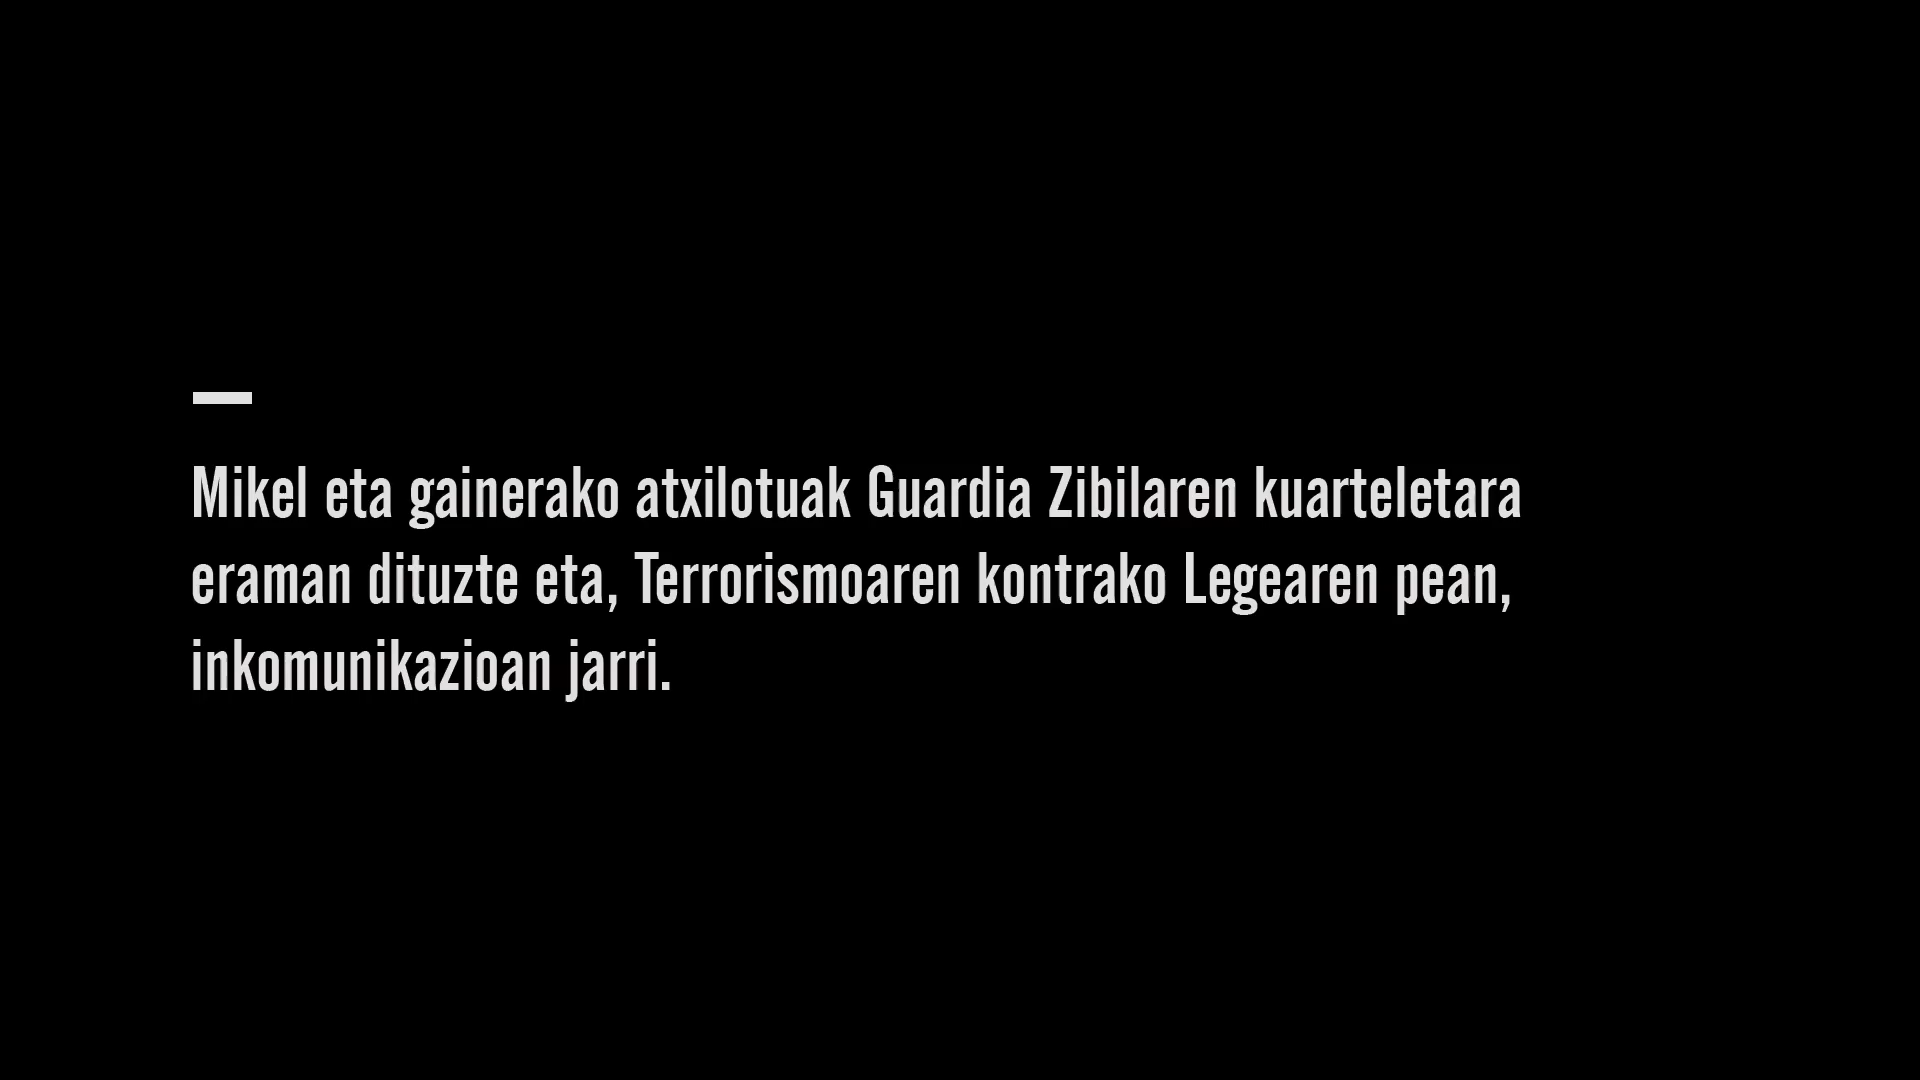 Mikel eta gainerako atxilotuak Guardia Zibilaren kuarteletara
eraman dituzte eta, Terrorismoaren kontrako Legearen pean,
inkomunikazioan jarri.